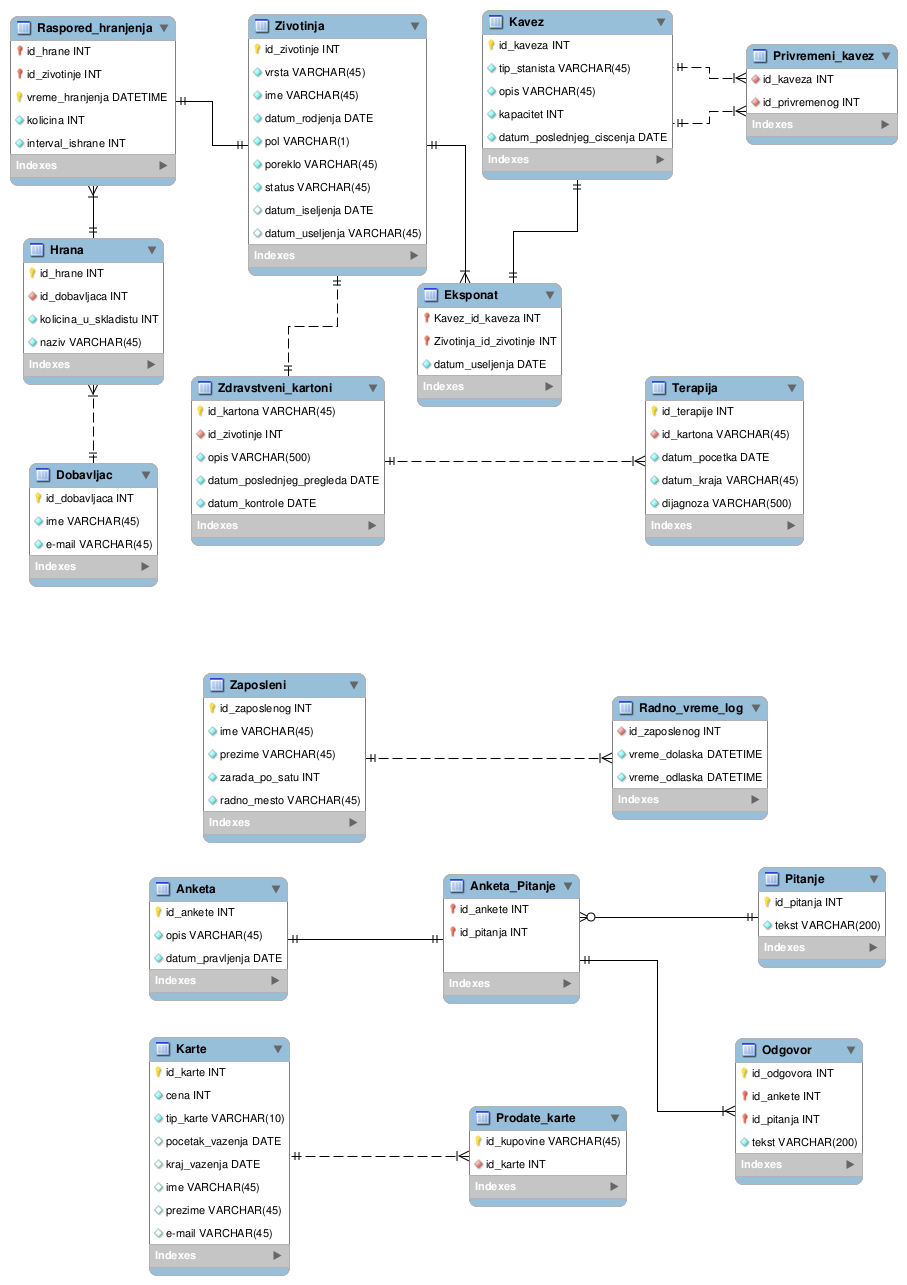 Raspored_hranjenja
id_hrane INT
id_zivotinje INT
vreme_hranjenja DATETIME
kolicina INT
interval_ishrane INT
Indexes
Zivotinja
id_zivotinje INT
vrsta VARCHAR(45)
ime VARCHAR(45)
datum_rodjenja DATE
pol VARCHAR(1)
poreklo VARCHAR(45)
status VARCHAR(45)
datum_iseljenja DATE
datum_useljenja VARCHAR(45)
Indexes
Kavez
id_kaveza INT
tip_stanista VARCHAR(45)
opis VARCHAR(45)
kapacitet INT
datum_poslednjeg_ciscenja DATE
Indexes
Privremeni_kavez
id_kaveza INT
id_privremenog INT
Indexes
Hrana
id_hrane INT
id_dobavljaca INT
kolicina_u_skladistu INT
naziv VARCHAR(45)
Indexes
Eksponat
Kavez_id_kaveza INT
Zivotinja_id_zivotinje INT
datum_useljenja DATE
Indexes
Zdravstveni_kartoni
id_kartona VARCHAR(45)
id_zivotinje INT
opis VARCHAR(500)
datum_poslednjeg_pregleda DATE
datum_kontrole DATE
Indexes
Terapija
id_terapije INT
id_kartona VARCHAR(45)
datum_pocetka DATE
datum_kraja VARCHAR(45)
dijagnoza VARCHAR(500)
Indexes
Dobavljac
id_dobavljaca INT
ime VARCHAR(45)
e-mail VARCHAR(45)
Indexes
Zaposleni
id_zaposlenog INT
ime VARCHAR(45)
prezime VARCHAR(45)
zarada_po_satu INT
radno_mesto VARCHAR(45)
Indexes
Radno_vreme_log
id_zaposlenog INT
vreme_dolaska DATETIME
vreme_odlaska DATETIME
Indexes
Anketa
id_ankete INT
opis VARCHAR(45)
datum_pravljenja DATE
Indexes
Anketa_Pitanje
id_ankete INT
id_pitanja INT
Indexes
Pitanje
id_pitanja INT
tekst VARCHAR(200)
Indexes
Karte
id_karte INT
cena INT
tip_karte VARCHAR(10)
pocetak_vazenja DATE
kraj_vazenja DATE
ime VARCHAR(45)
prezime VARCHAR(45)
e-mail VARCHAR(45)
Indexes
Prodate_karte
id_kupovine VARCHAR(45)
id_karte INT
Indexes
Odgovor
id_odgovora INT
id_ankete INT
id_pitanja INT
tekst VARCHAR(200)
Indexes